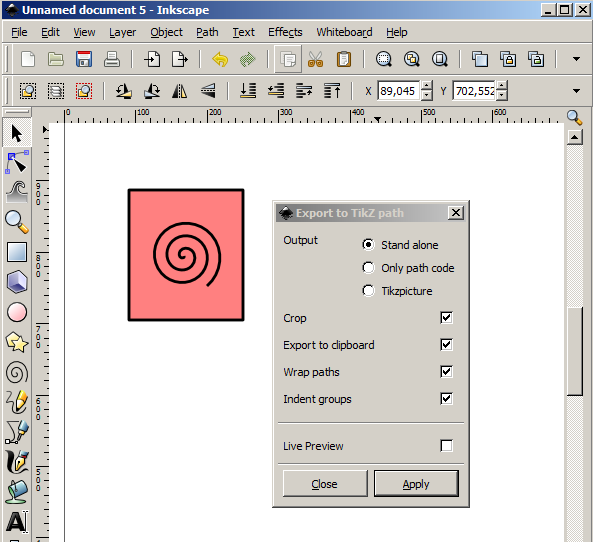 Unnamed document 5 - Inkscape
File Edit View Layer Object Path Text Effects Whiteboard Help
X 89,045 Y 702,552
0 100 200 300 400 500 600
900
800
700
600
500
Export to TikZ path
Output
Stand alone
Only path code
Tikzpicture
Crop
Export to clipboard
Wrap paths
Indent groups
Live Preview
Close Apply
A